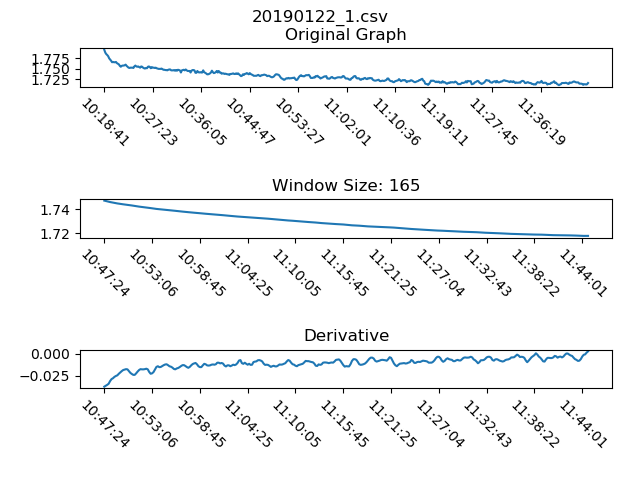 20190122_1.csv
Original Graph
1.775
1.750
1.725
10:18:41 10:27:23 10:36:05 10:44:47 10:53:27 11:02:01 11:10:36 11:19:11 11:27:45 11:36:19
Window Size: 165
1.74
1.72
10:47:24 10:53:06 10:58:45 11:04:25 11:10:05 11:15:45 11:21:25 11:27:04 11:32:43 11:38:22 11:44:01
Derivative
0.000
−0.025
10:47:24 10:53:06 10:58:45 11:04:25 11:10:05 11:15:45 11:21:25 11:27:04 11:32:43 11:38:22 11:44:01